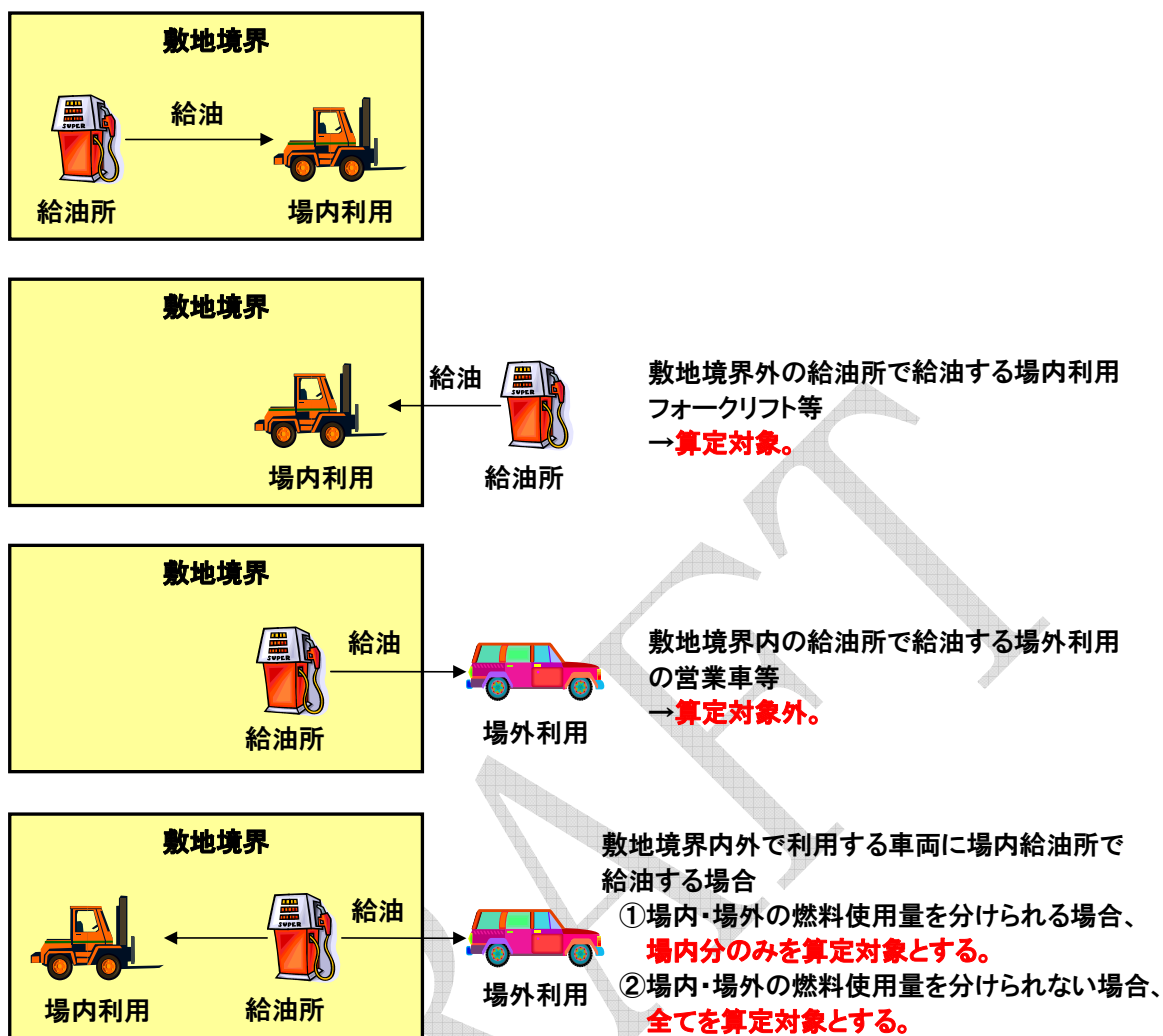 敷地境界
給油
給油所
場内利用
敷地境界
給油
場内利用
給油所
敷地境界外の給油所で給油する場内利用
フォークリフト等
→算定対象。
敷地境界
給油
給油所
場外利用
敷地境界内の給油所で給油する場外利用
の営業車等
→算定対象外。
敷地境界
給油
場内利用
給油所
場外利用
敷地境界内外で利用する車両に場内給油所で
給油する場合
①場内・場外の燃料使用量を分けられる場合、
場内分のみを算定対象とする。
②場内・場外の燃料使用量を分けられない場合、
全てを算定対象とする。
SUPER
SUPER
SUPER
SUPER
RAFT